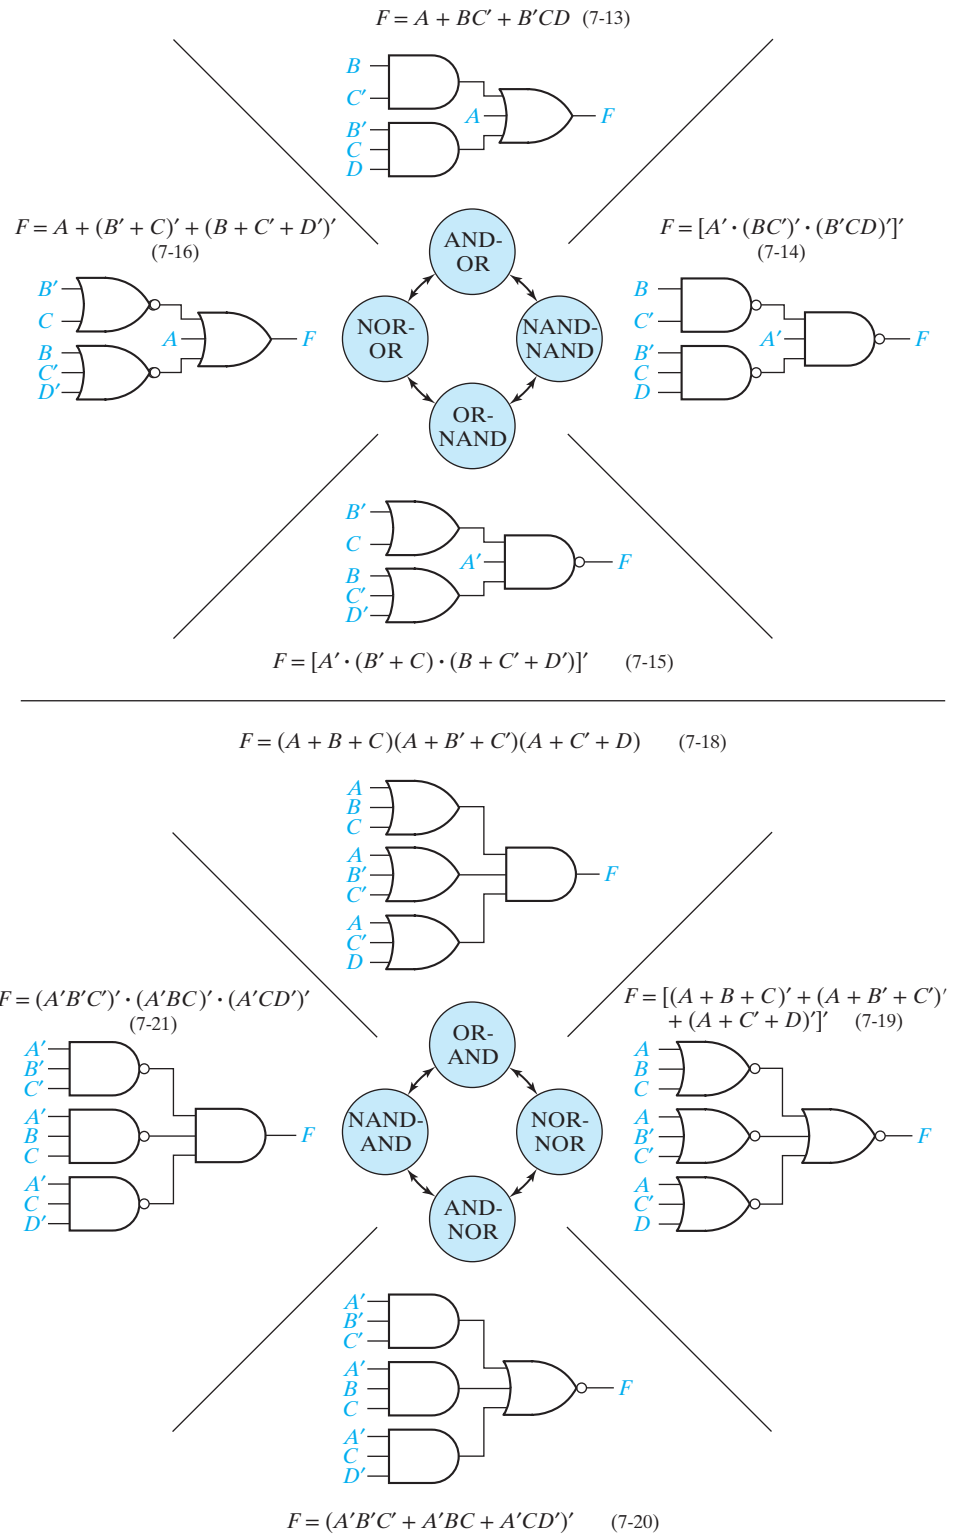 F = A + BC′ + B′CD (7-13)
B
C′
B′
C
D
A
F
F = A + (B′ + C)′ + (B + C′ + D′)′
(7-16)
B′
C
B
C′
D′
A
F
AND-
OR
NOR-
OR
NAND-
NAND
OR-
NAND
F = [A′ · (BC′)′ · (B′CD)′]′
(7-14)
B
C′
B′
C
D
A′
F
B′
C
B
C′
D′
A′
F
F = [A′ · (B′ + C) · (B + C′ + D′)]′ (7-15)
F = (A + B + C)(A + B′ + C′)(A + C′ + D) (7-18)
A
B
C
A
B′
C′
A
C′
D
F
F = (A′B′C′)′ · (A′BC)′ · (A′CD′)′
(7-21)
A′
B′
C′
A′
B
C
A′
C
D′
F
OR-
AND
NAND-
AND
NOR-
NOR
AND-
NOR
F = [(A + B + C)′ + (A + B′ + C′)′
+ (A + C′ + D)′]′ (7-19)
A
B
C
A
B′
C′
A
C′
D
F
A′
B′
C′
A′
B
C
A′
C
D′
F
F = (A′B′C′ + A′BC + A′CD′)′ (7-20)